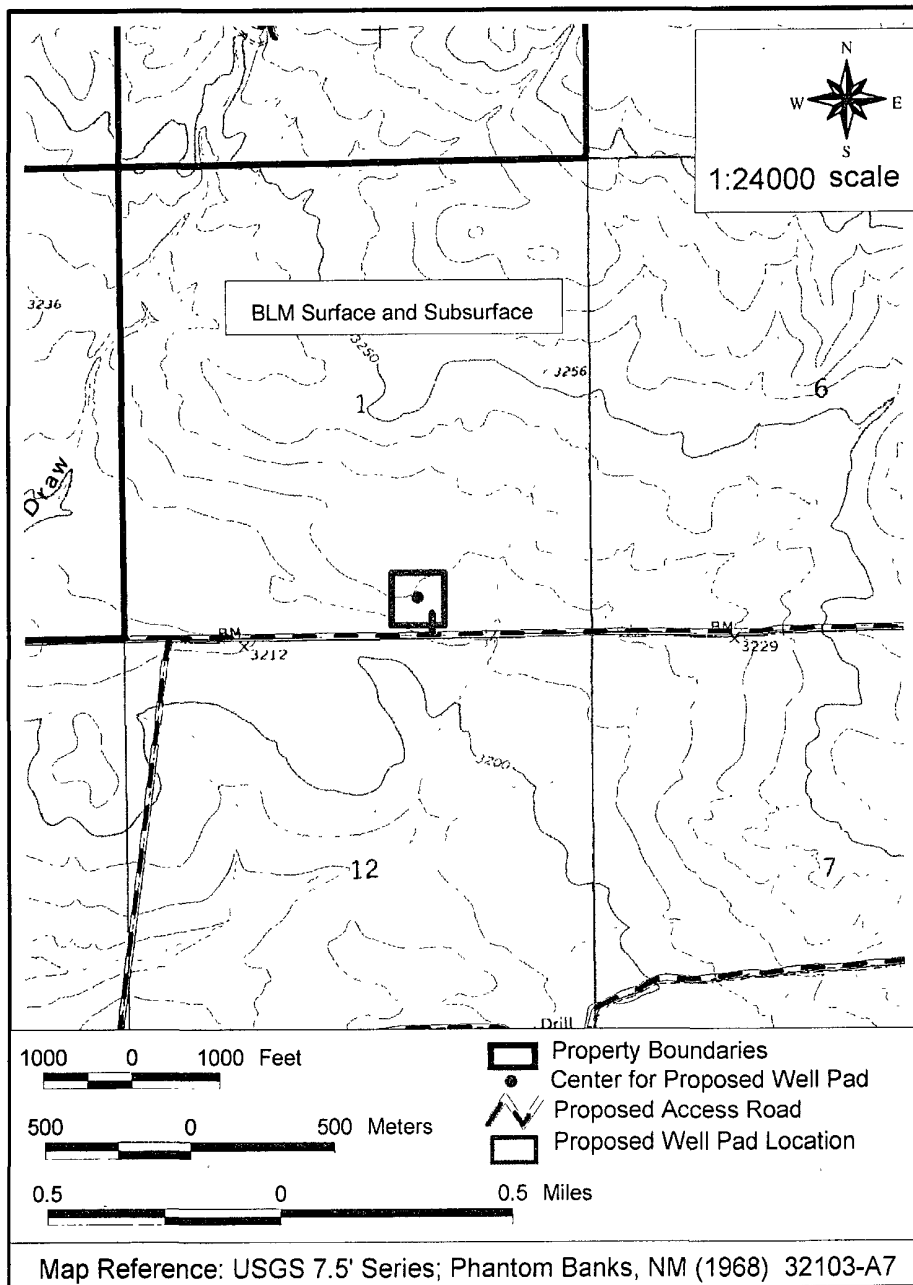 N
W E
S
1:24000 scale
3236
BLM Surface and Subsurface
3250
3256
1
6
Draw
BM
3212
BM
3229
3200
12
7
Drill
1000 0 1000 Feet
500 0 500 Meters
0.5 0 0.5 Miles
Property Boundaries
Center for Proposed Well Pad
Proposed Access Road
Proposed Well Pad Location
Map Reference: USGS 7.5' Series; Phantom Banks, NM (1968) 32103-A7